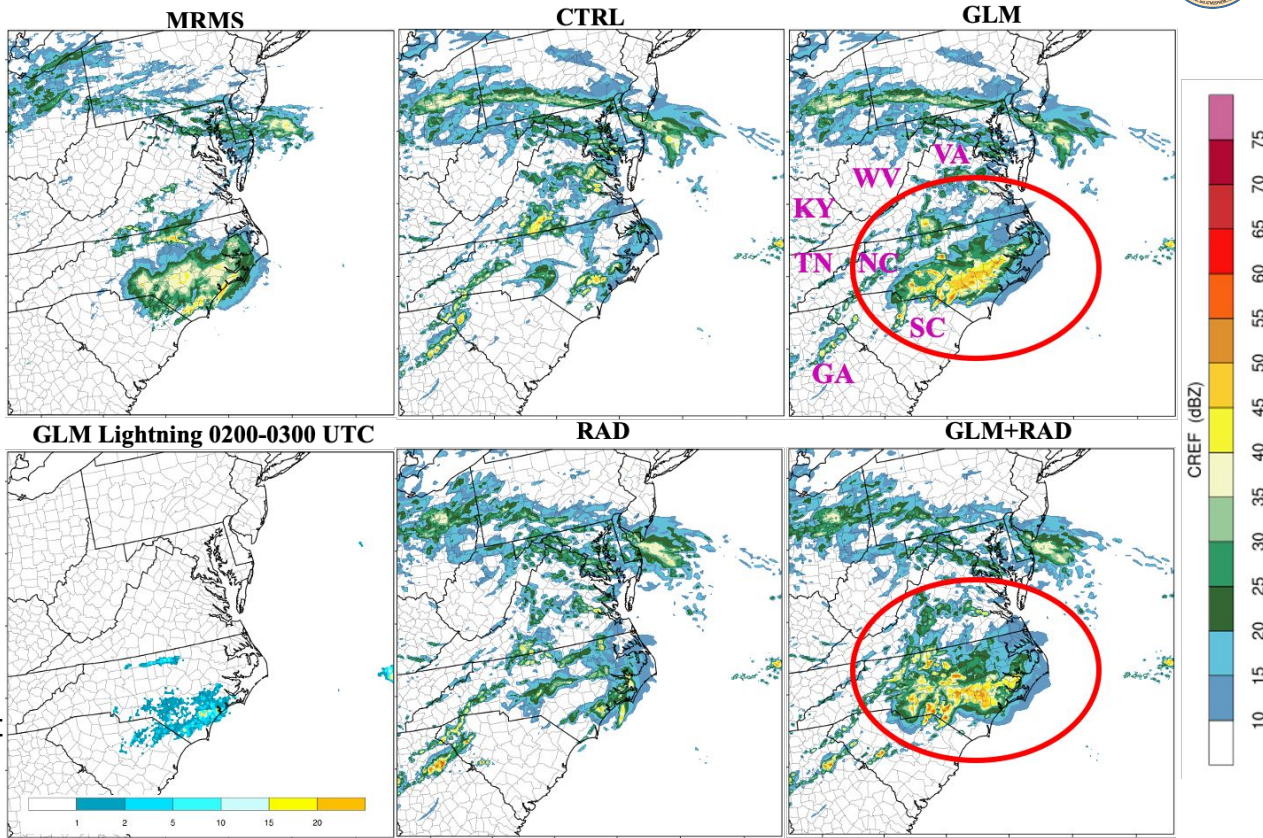 MRMS
CTRL
GLM
VA
WV
KY
TN
NC
SC
GA
GLM Lightning 0200-0300 UTC
RAD
GLM+RAD
1 2 5 10 15 20
75
70
65
60
55
50
45
40
35
30
25
20
15
10
CREF (dBZ)